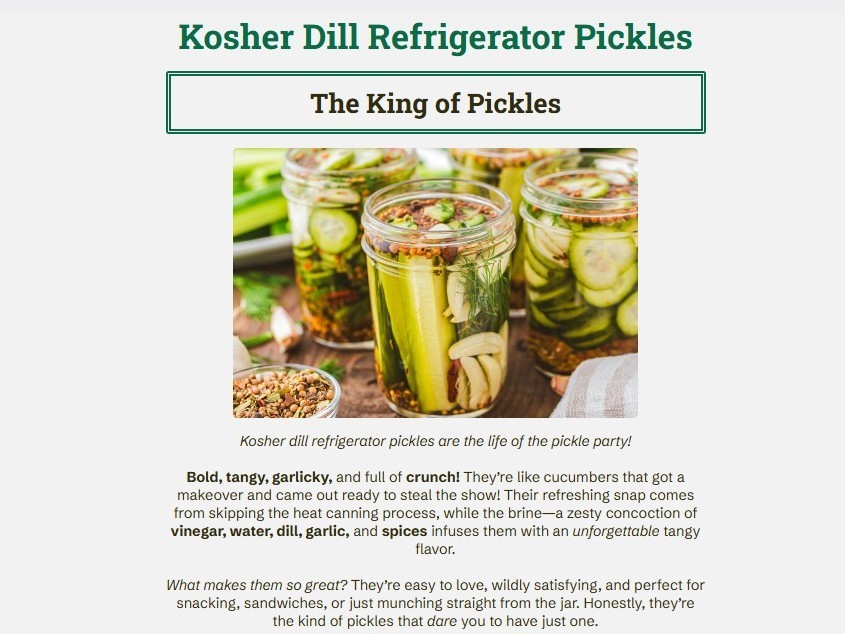 Kosher Dill Refrigerator Pickles
The King of Pickles
Kosher dill refrigerator pickles are the life of the pickle party!
Bold, tangy, garlicky, and full of crunch! They’re like cucumbers that got a
makeover and came out ready to steal the show! Their refreshing snap comes
from skipping the heat canning process, while the brine—a zesty concoction of
vinegar, water, dill, garlic, and spices infuses them with an unforgettable tangy
flavor.
What makes them so great? They’re easy to love, wildly satisfying, and perfect for
snacking, sandwiches, or just munching straight from the jar. Honestly, they’re
the kind of pickles that dare you to have just one.